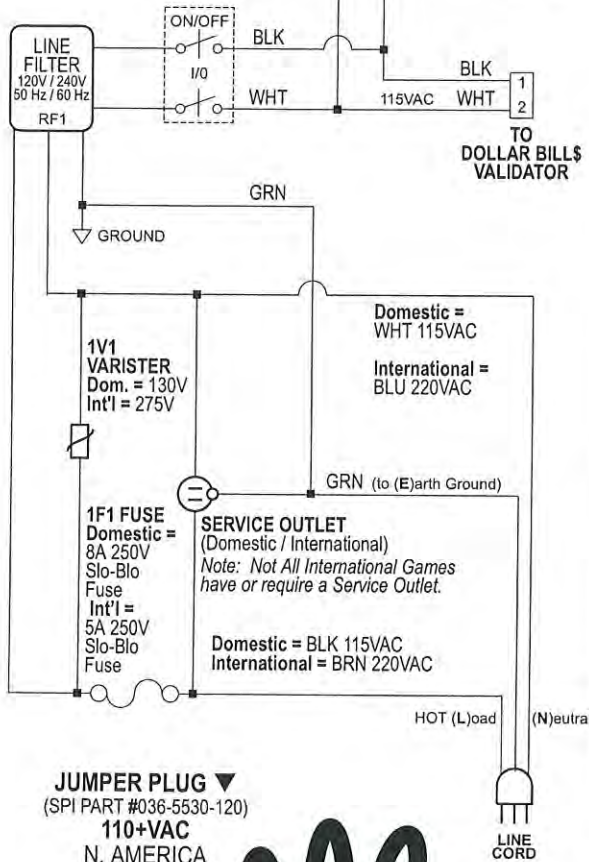 ON/OFF
BLK
LINE
FILTER
120V / 240V
50 Hz / 60 Hz
RF1
I/0
WHT
BLK
115VAC WHT
1
2
TO
DOLLAR BILL$
VALIDATOR
GRN
GROUND
Domestic =
WHT 115VAC
International =
BLU 220VAC
1V1
VARISTER
Dom. = 130V
Int'l = 275V
GRN (to (E)arth Ground)
1F1 FUSE
Domestic =
8A 250V
Slo-Blo
Fuse
Int'l =
5A 250V
Slo-Blo
Fuse
SERVICE OUTLET
(Domestic / International)
Note: Not All International Games
have or require a Service Outlet.
Domestic = BLK 115VAC
International = BRN 220VAC
HOT (L)oad
(N)eutra
JUMPER PLUG ▼
(SPI PART #036-5530-120)
110+VAC
N. AMERICA
LINE
CORD